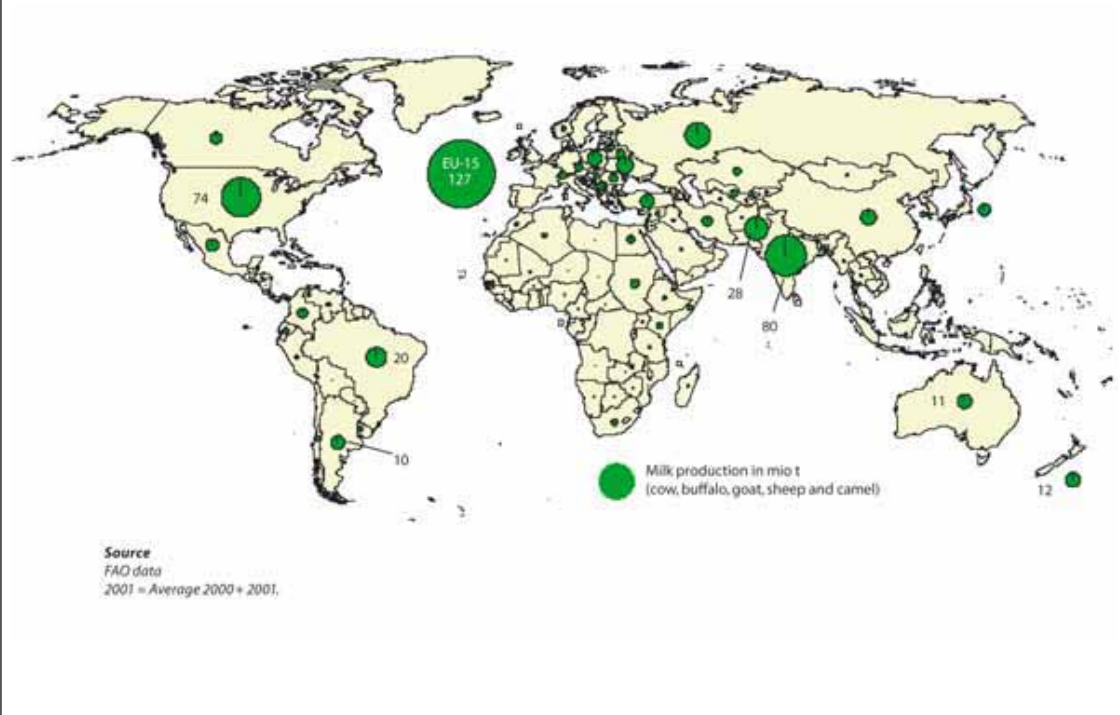 EU-15
127
74
28
80
20
11
10
Milk production in mio t
(cow, buffalo, goat, sheep and camel)
12
Source
FAO data
2001 = Average 2000 + 2001.